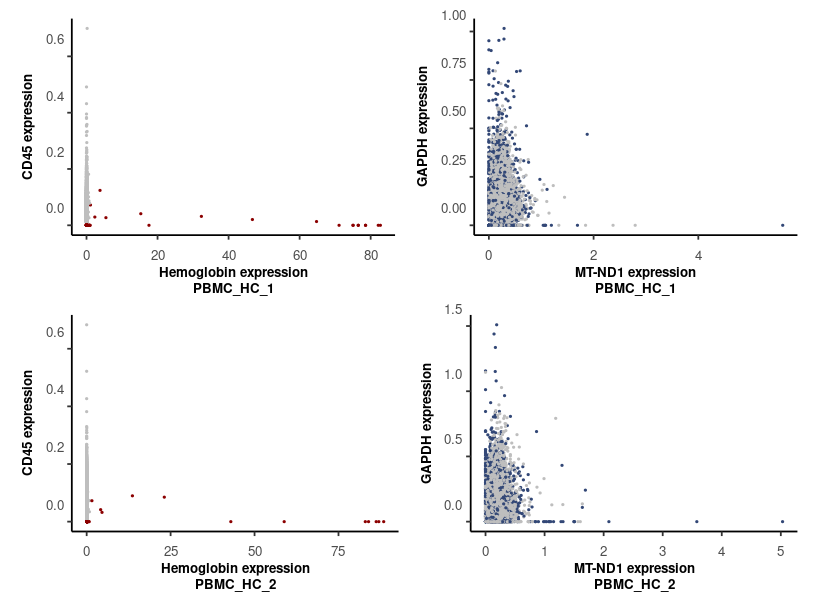 CD45 expression
0.6
0.4
0.2
0.0
0
20
40
60
80
Hemoglobin expression
PBMC_HC_1
GAPDH expression
1.00
0.75
0.50
0.25
0.00
0
2
4
MT-ND1 expression
PBMC_HC_1
CD45 expression
0.6
0.4
0.2
0.0
0
25
50
75
Hemoglobin expression
PBMC_HC_2
GAPDH expression
1.5
1.0
0.5
0.0
0
1
2
3
4
5
MT-ND1 expression
PBMC_HC_2